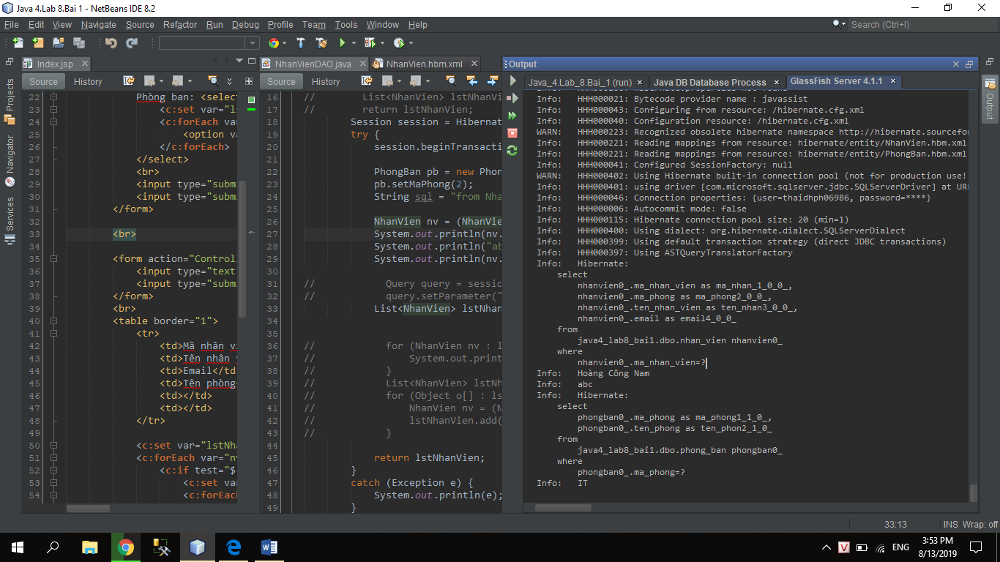 Java 4.Lab 8.Bai 1 - NetBeans IDE 8.2
File Edit View Navigate Source Refactor Run Debug Profile Team Tools Window Help
Search (Ctrl+I)
Projects
Navigator
Services
Index.jsp
Source History
22 Phòng ban: <select
23 <c:set var="ls
24 <c:forEach var
25 <option va
26 </c:forEach>
27 </select>
28 <br>
29 <input type="submi
30 <input type="submi
31 </form>
32
33 <br>
34
35 <form action="Controll
36 <input type="text"
37 <input type="submi
38 </form>
39 <br>
40 <table border="1">
41 <tr>
42 <td>Mã nhân vi
43 <td>Tên nhân v
44 <td>Email</td>
45 <td>Tên phòng<
46 <td></td>
47 <td></td>
48 </tr>
49
50 <c:set var="lstNha
51 <c:forEach var="nv
52 <c:if test="${
53 <c:set var
54 <c:forEach
NhanVienDAO.java NhanVien.hbm.xml
Source History
16 // List<NhanVien> lstNhanVi
17 // return lstNhanVien;
18 Session session = Hibernat
19 try {
20 session.beginTransacti
21
22 PhongBan pb = new Phon
23 pb.setMaPhong(2);
24 String sql = "from Nha
25
26 NhanVien nv = (NhanVie
27 System.out.println(nv.
28 System.out.println("ab
29 System.out.println(nv.
30
31 // Query query = sessio
32 // query.setParameter("
33 List<NhanVien> lstNhan
34
35
36 // for (NhanVien nv : l
37 // System.out.print
38 // }
39 // List<NhanVien> lstNh
40 // for (Object o[] : ls
41 // NhanVien nv = (N
42 // lstNhanVien.add(
43 // }
44
45 return lstNhanVien;
46 }
47 catch (Exception e) {
48 System.out.println(e);
49 }
Output
Java_4.Lab_8.Bai_1 (run) Java DB Database Process GlassFish Server 4.1.1
Info: HHH000021: Bytecode provider name : javassist
Info: HHH000043: Configuring from resource: /hibernate.cfg.xml
Info: HHH000040: Configuration resource: /hibernate.cfg.xml
WARN: HHH000223: Recognized obsolete hibernate namespace http://hibernate.sourcefor
Info: HHH000221: Reading mappings from resource: hibernate/entity/NhanVien.hbm.xml
Info: HHH000221: Reading mappings from resource: hibernate/entity/PhongBan.hbm.xml
Info: HHH000041: Configured SessionFactory: null
WARN: HHH000402: Using Hibernate built-in connection pool (not for production use!
Info: HHH000401: using driver [com.microsoft.sqlserver.jdbc.SQLServerDriver] at URL
Info: HHH000046: Connection properties: {user=thaidhph06986, password=****}
Info: HHH000006: Autocommit mode: false
Info: HHH000115: Hibernate connection pool size: 20 (min=1)
Info: HHH000400: Using dialect: org.hibernate.dialect.SQLServerDialect
Info: HHH000399: Using default transaction strategy (direct JDBC transactions)
Info: HHH000397: Using ASTQueryTranslatorFactory
Info: Hibernate:
select
nhanvien0_.ma_nhan_vien as ma_nhan_1_0_0_,
nhanvien0_.ma_phong as ma_phong2_0_0_,
nhanvien0_.ten_nhan_vien as ten_nhan3_0_0_,
nhanvien0_.email as email4_0_0_
from
java4_lab8_bai1.dbo.nhan_vien nhanvien0_
where
nhanvien0_.ma_nhan_vien=?
Info: Hoàng Công Nam
Info: abc
Info: Hibernate:
select
phongban0_.ma_phong as ma_phong1_1_0_,
phongban0_.ten_phong as ten_phon2_1_0_
from
java4_lab8_bai1.dbo.phong_ban phongban0_
where
phongban0_.ma_phong=?
Info: IT
Output
33:13 INS Wrap: off
ENG
3:53 PM
8/13/2019